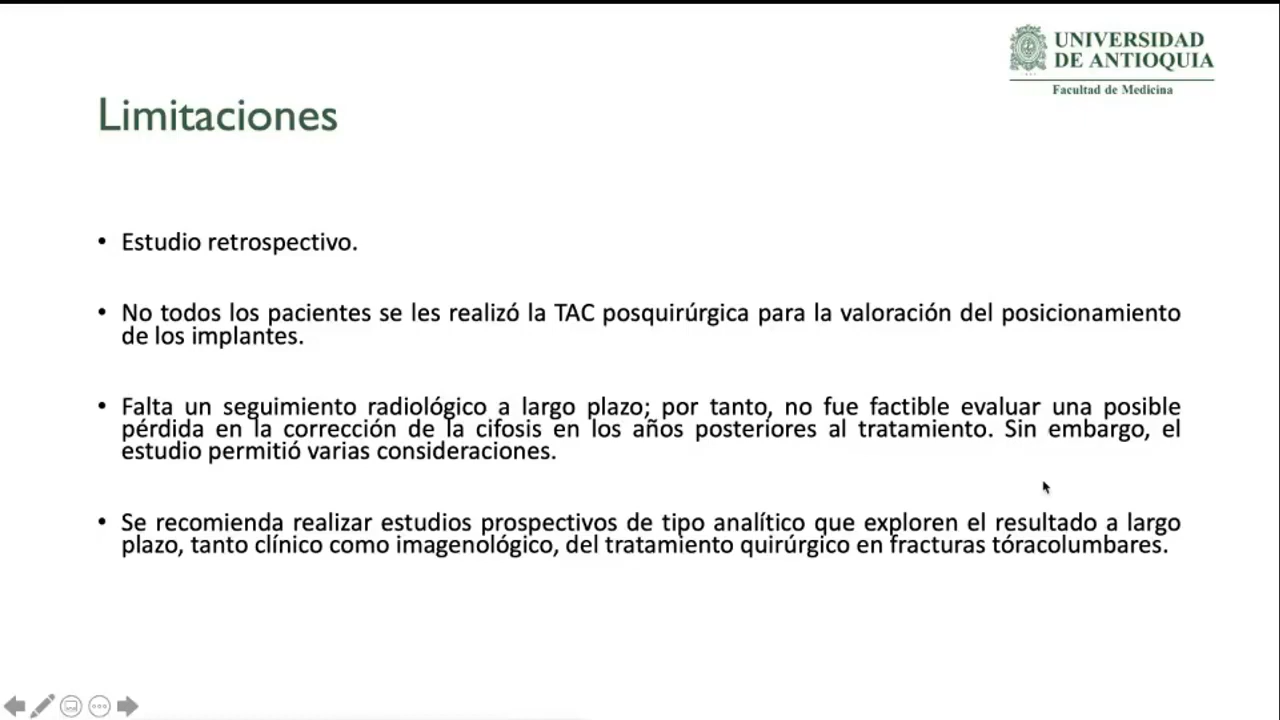 UNIVERSIDAD
DE ANTIOQUIA
Facultad de Medicina
Limitaciones
• Estudio retrospectivo.
• No todos los pacientes se les realizó la TAC posquirúrgica para la valoración del posicionamiento
de los implantes.
• Falta un seguimiento radiológico a largo plazo; por tanto, no fue factible evaluar una posible
pérdida en la corrección de la cifosis en los años posteriores al tratamiento. Sin embargo, el
estudio permitió varias consideraciones.
• Se recomienda realizar estudios prospectivos de tipo analítico que exploren el resultado a largo
plazo, tanto clínico como imagenológico, del tratamiento quirúrgico en fracturas tóracolumbares.